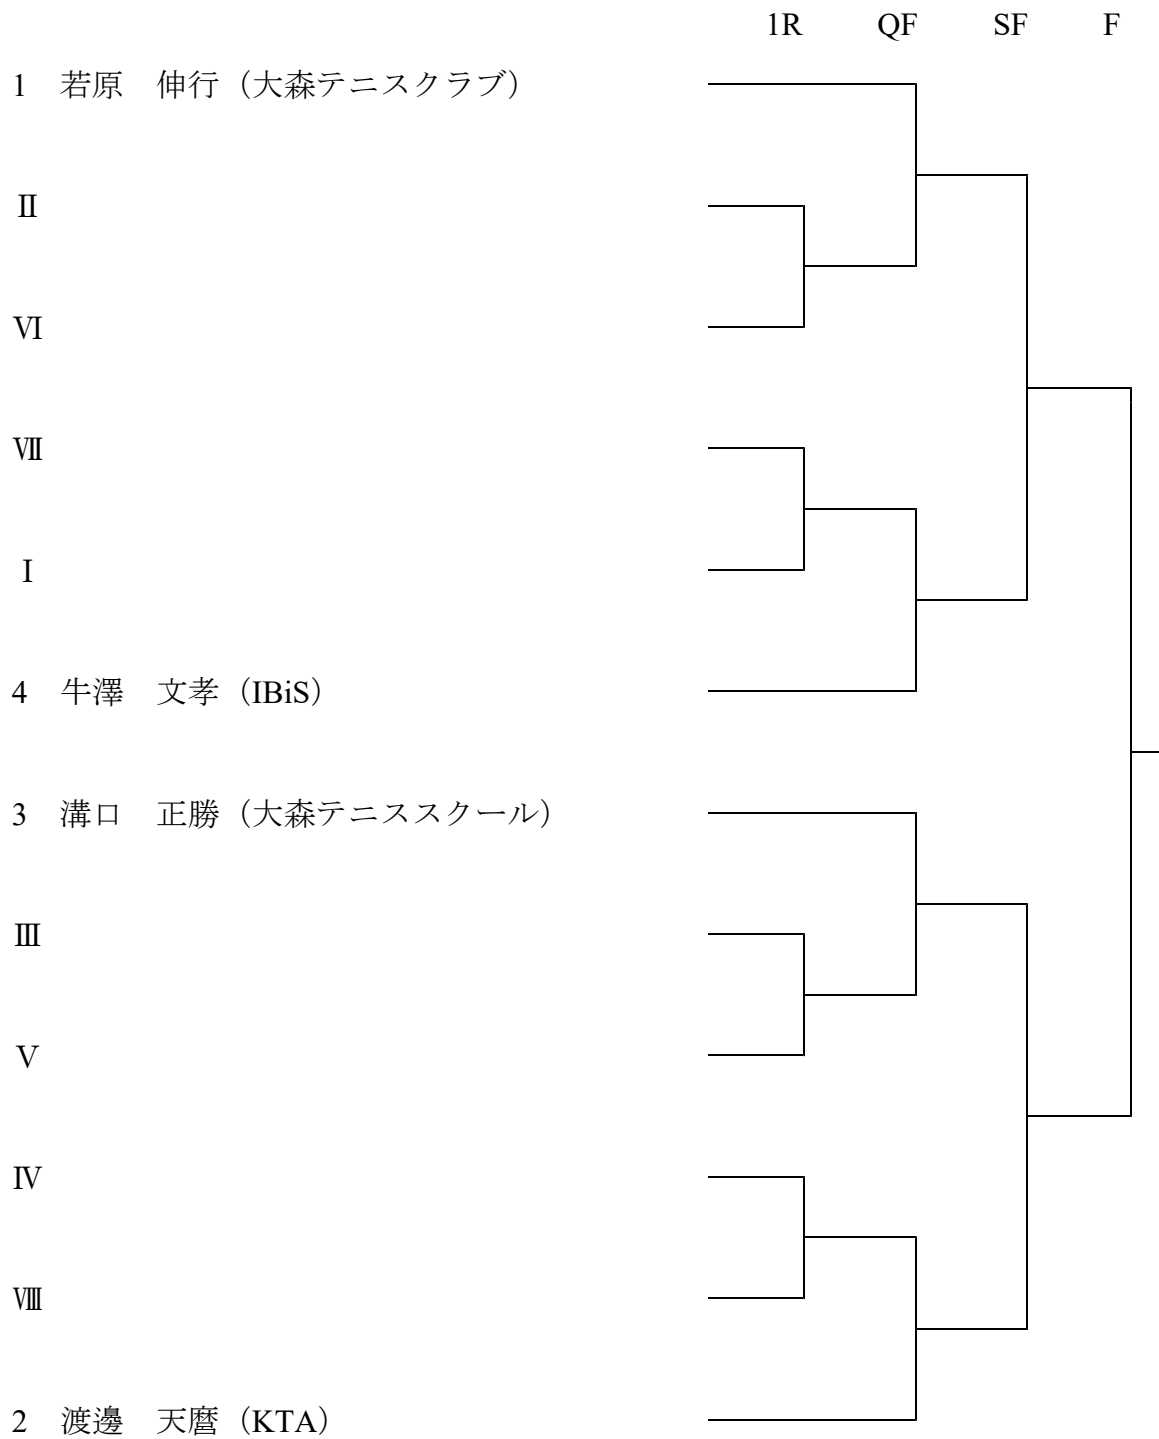 1R QF SF F
1 若原　伸行（大森テニスクラブ）
Ⅱ
Ⅵ
Ⅶ
Ⅰ
4 牛澤　文孝（IBiS）
3 溝口　正勝（大森テニススクール）
Ⅲ
Ⅴ
Ⅳ
Ⅷ
2 渡邊　天麿（KTA）